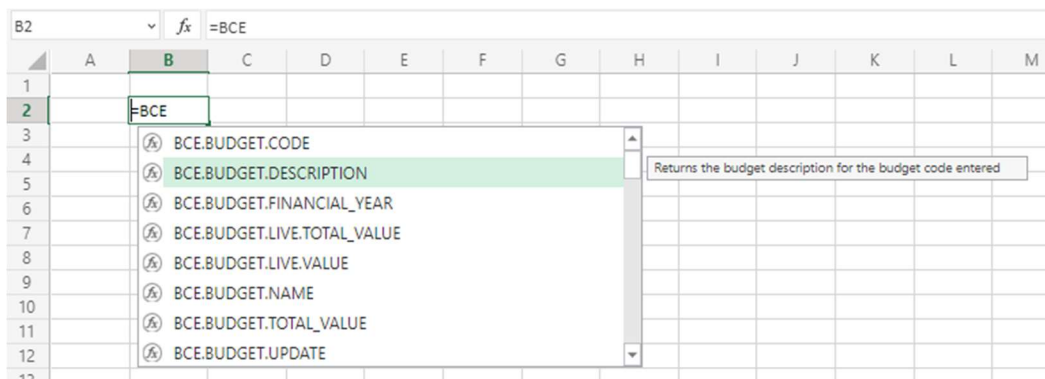 B2 fx =BCE
A B C D E F G H I J K L M
1
2 =BCE
3 BCE.BUDGET.CODE
4 BCE.BUDGET.DESCRIPTION Returns the budget description for the budget code entered
5
6 BCE.BUDGET.FINANCIAL_YEAR
7 BCE.BUDGET.LIVE.TOTAL_VALUE
8 BCE.BUDGET.LIVE.VALUE
9
10 BCE.BUDGET.NAME
11 BCE.BUDGET.TOTAL_VALUE
12 BCE.BUDGET.UPDATE
13